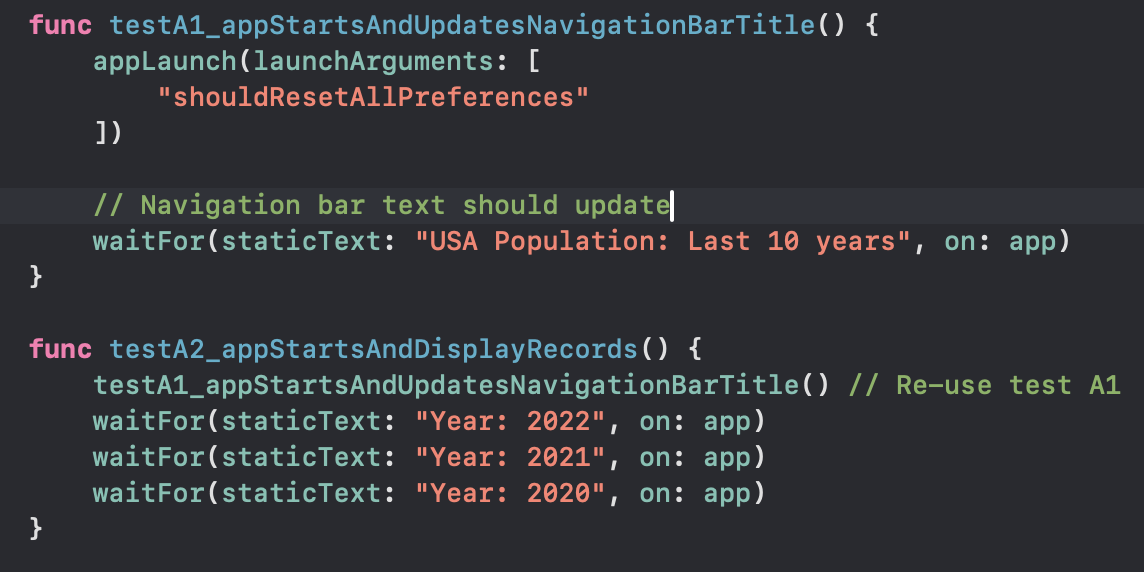 func testA1_appStartsAndUpdatesNavigationBarTitle() {
    appLaunch(launchArguments: [
        "shouldResetAllPreferences"
    ])

    // Navigation bar text should update
    waitFor(staticText: "USA Population: Last 10 years", on: app)
}

func testA2_appStartsAndDisplayRecords() {
    testA1_appStartsAndUpdatesNavigationBarTitle() // Re-use test A1
    waitFor(staticText: "Year: 2022", on: app)
    waitFor(staticText: "Year: 2021", on: app)
    waitFor(staticText: "Year: 2020", on: app)
}